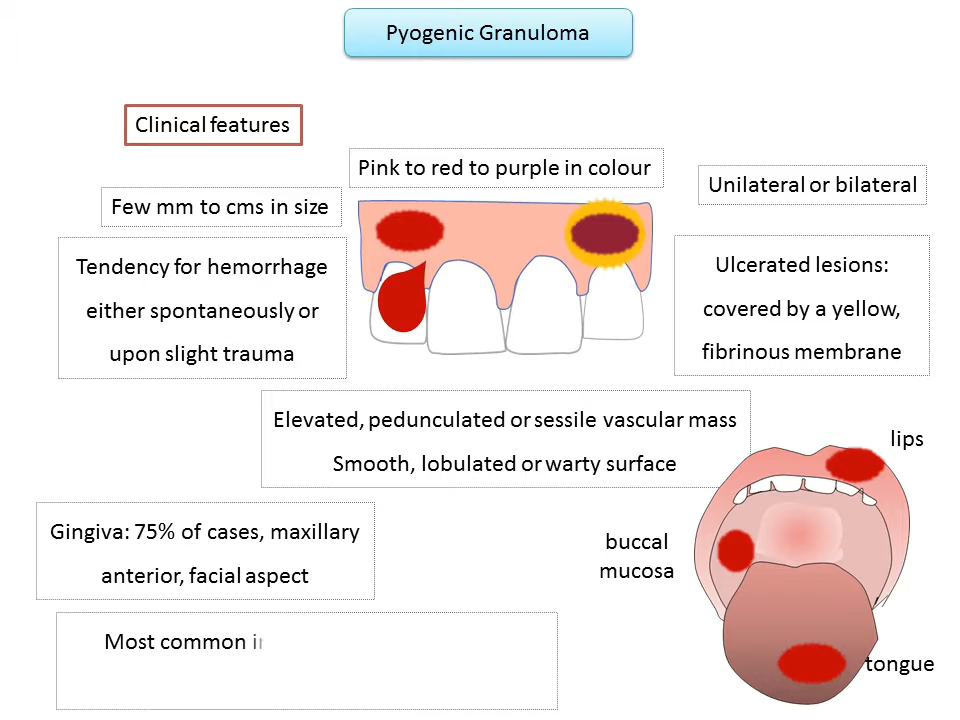 Pyogenic Granuloma
Clinical features
Pink to red to purple in colour
Unilateral or bilateral
Few mm to cms in size
Tendency for hemorrhage
either spontaneously or
upon slight trauma
Ulcerated lesions:
covered by a yellow,
fibrinous membrane
Elevated, pedunculated or sessile vascular mass
Smooth, lobulated or warty surface
lips
Gingiva: 75% of cases, maxillary
anterior, facial aspect
buccal
mucosa
Most common
tongue